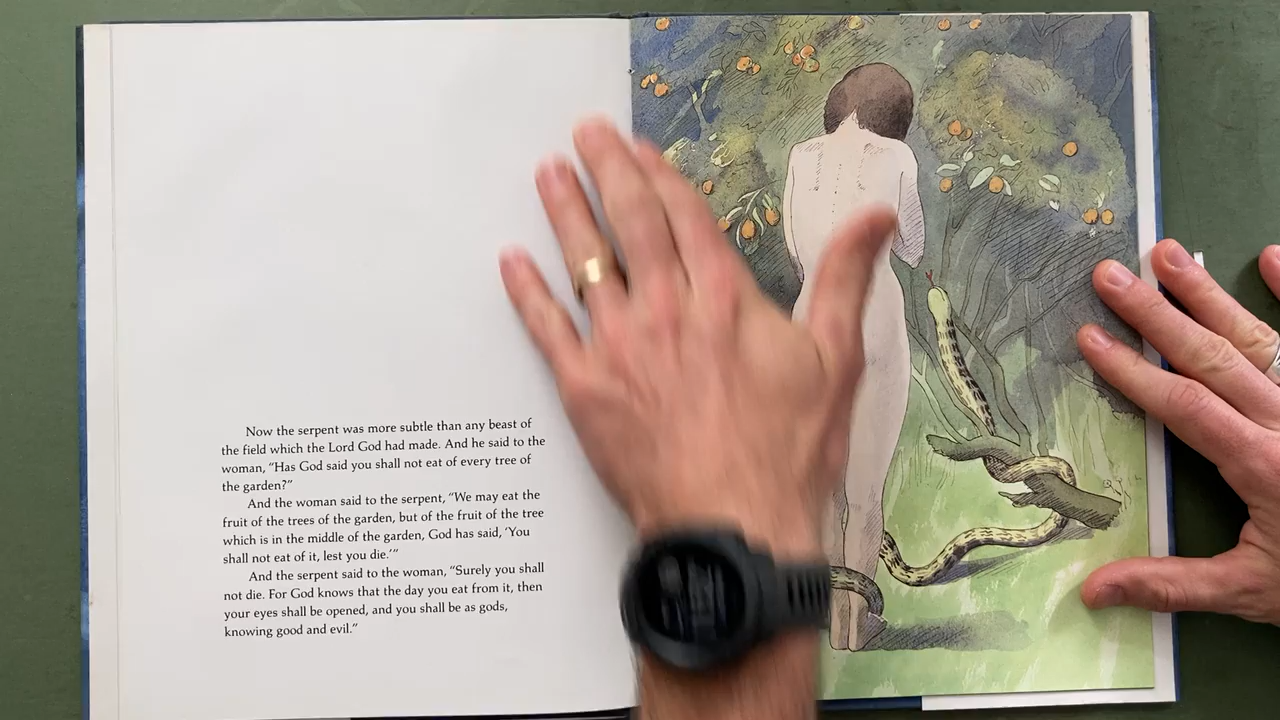 Now the serpent was more subtle than any beast of
the field which the Lord God had made. And he said to the
woman, “Has God said you shall not eat of every tree of
the garden?”
And the woman said to the serpent, “We may eat the
fruit of the trees of the garden, but of the fruit of the tree
which is in the middle of the garden, God has said, ‘You
shall not eat of it, lest you die.’”
And the serpent said to the woman, “Surely you shall
not die. For God knows that the day you eat from it, then
your eyes shall be opened, and you shall be as gods,
knowing good and evil.”